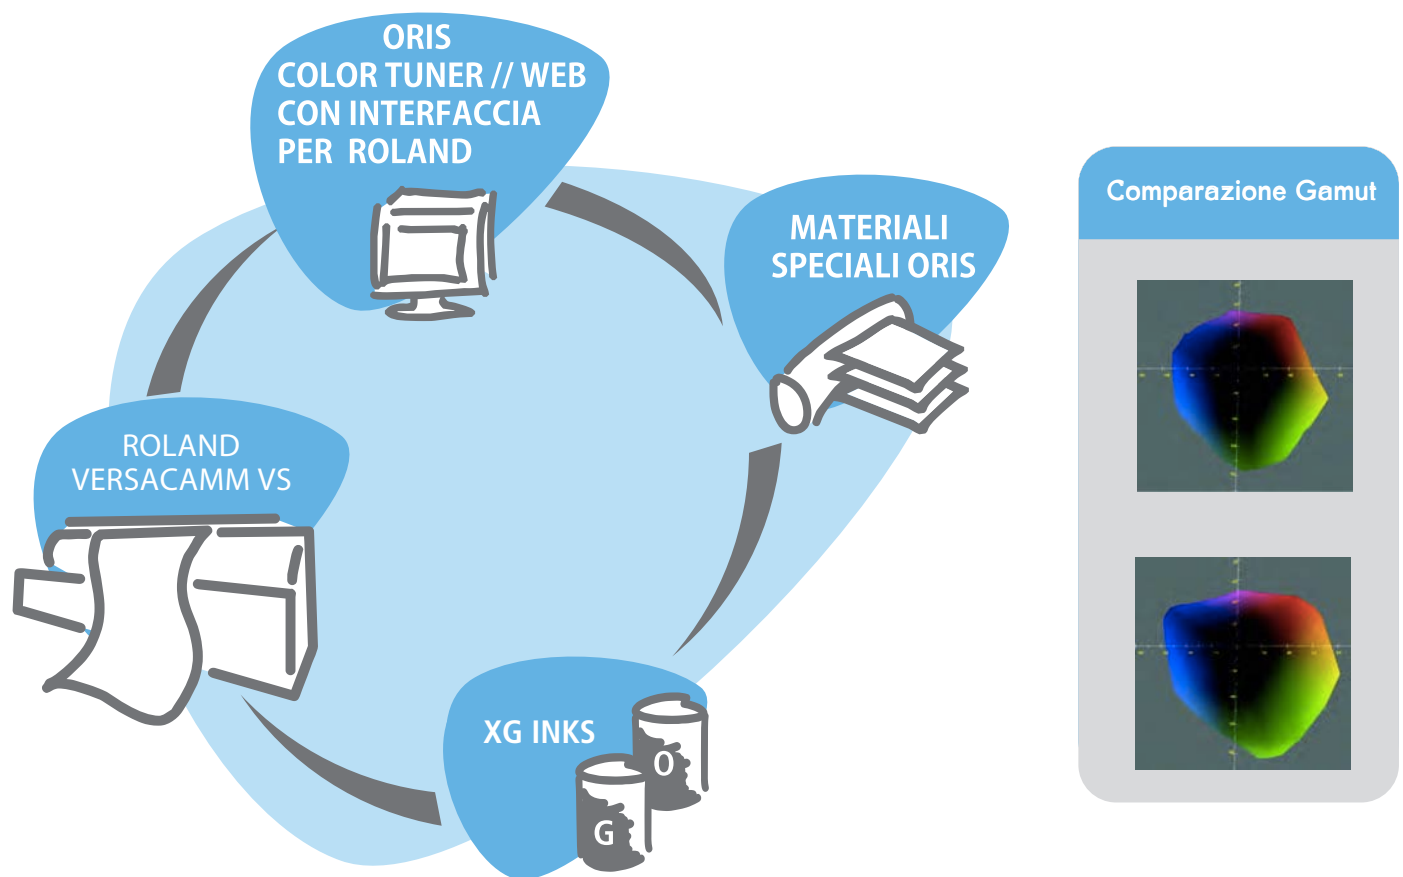 ORIS
COLOR TUNER // WEB
CON INTERFACCIA
PER ROLAND
MATERIALI
SPECIALI ORIS
ROLAND
VERSACAMM VS
XG INKS
O
G
Comparazione Gamut